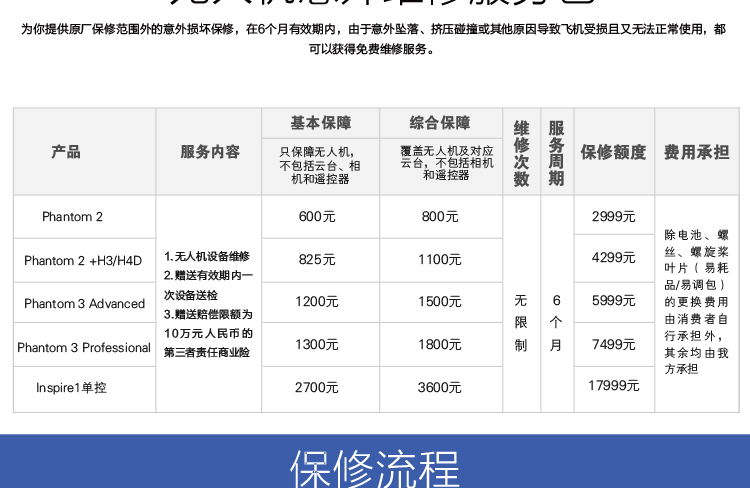 无人机意外维修服务包
为你提供原厂保修范围外的意外损坏保修，在6个月有效期内，由于意外坠落、挤压碰撞或其他原因导致飞机受损且又无法正常使用，都
可以获得免费维修服务。
产品
服务内容
基本保障
只保障无人机，
不包括云台、相
机和遥控器
综合保障
覆盖无人机及对应
云台，不包括相机
和遥控器
维修次数
服务周期
保修额度
费用承担
Phantom 2
600元
800元
2999元
Phantom 2 +H3/H4D
825元
1100元
4299元
Phantom 3 Advanced
1200元
1500元
5999元
Phantom 3 Professional
1300元
1800元
7499元
Inspire1单控
2700元
3600元
17999元
1.无人机设备维修
2.赠送有效期内一
次设备送检
3.赠送赔偿限额为
10万元人民币的
第三者责任商业险
无限制
6个月
除电池、螺
丝、螺旋桨
叶片（易耗
品/易调包）
的更换费用
由消费者自
行承担外，
其余均由我
方承担
保修流程